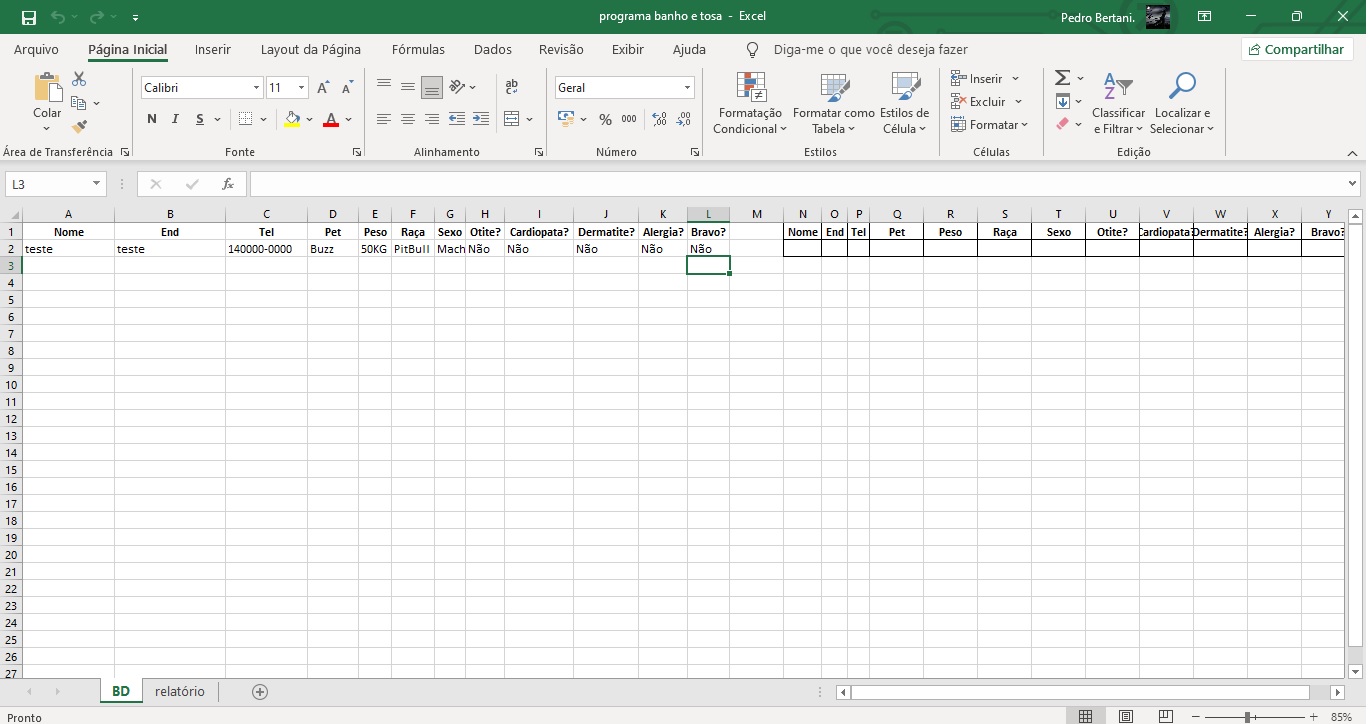 programa banho e tosa - Excel
Pedro Bertani.
Arquivo Página Inicial Inserir Layout da Página Fórmulas Dados Revisão Exibir Ajuda Diga-me o que você deseja fazer Compartilhar
Calibri 11 A A ab c Geral
Colar
N I S A % 000
Formatação Condicional
Formatar como Tabela
Estilos de Célula
Inserir
Excluir
Formatar
Classificar e Filtrar
Localizar e Selecionar
Área de Transferência Fonte Alinhamento Número Estilos Células Edição
L3 fx
A B C D E F G H I J K L M N O P Q R S T U V W X Y
1 Nome End Tel Pet Peso Raça Sexo Otite? Cardiopata? Dermatite? Alergia? Bravo? Nome End Tel Pet Peso Raça Sexo Otite? Cardiopata? Dermatite? Alergia? Bravo?
2 teste teste 140000-0000 Buzz 50KG PitBull Mach Não Não Não Não Não
3
4
5
6
7
8
9
10
11
12
13
14
15
16
17
18
19
20
21
22
23
24
25
26
27
BD relatório
Pronto 85%